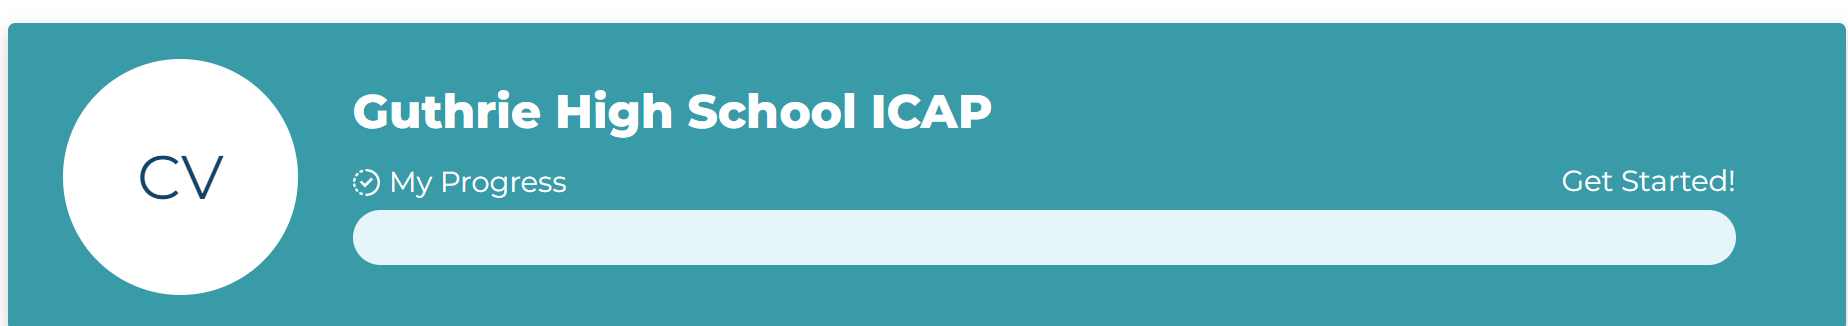 CV
Guthrie High School ICAP
My Progress
Get Started!